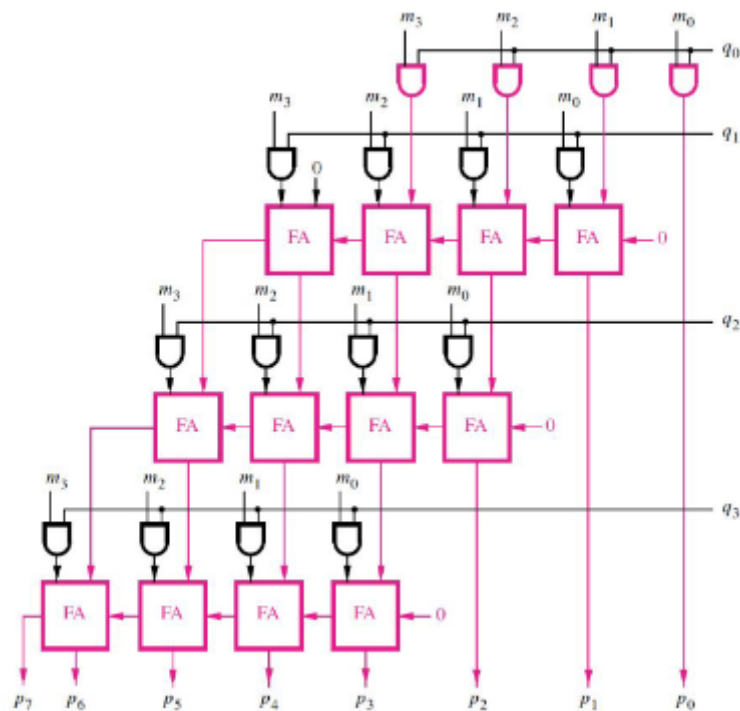 m₃ m₂ m₁ m₀
q₀
m₃ m₂ m₁ m₀
q₁
0
FA FA FA FA 0
m₃ m₂ m₁ m₀
q₂
FA FA FA FA 0
m₃ m₂ m₁ m₀
q₃
FA FA FA FA 0
p₇ p₆ p₅ p₄ p₃ p₂ p₁ p₀